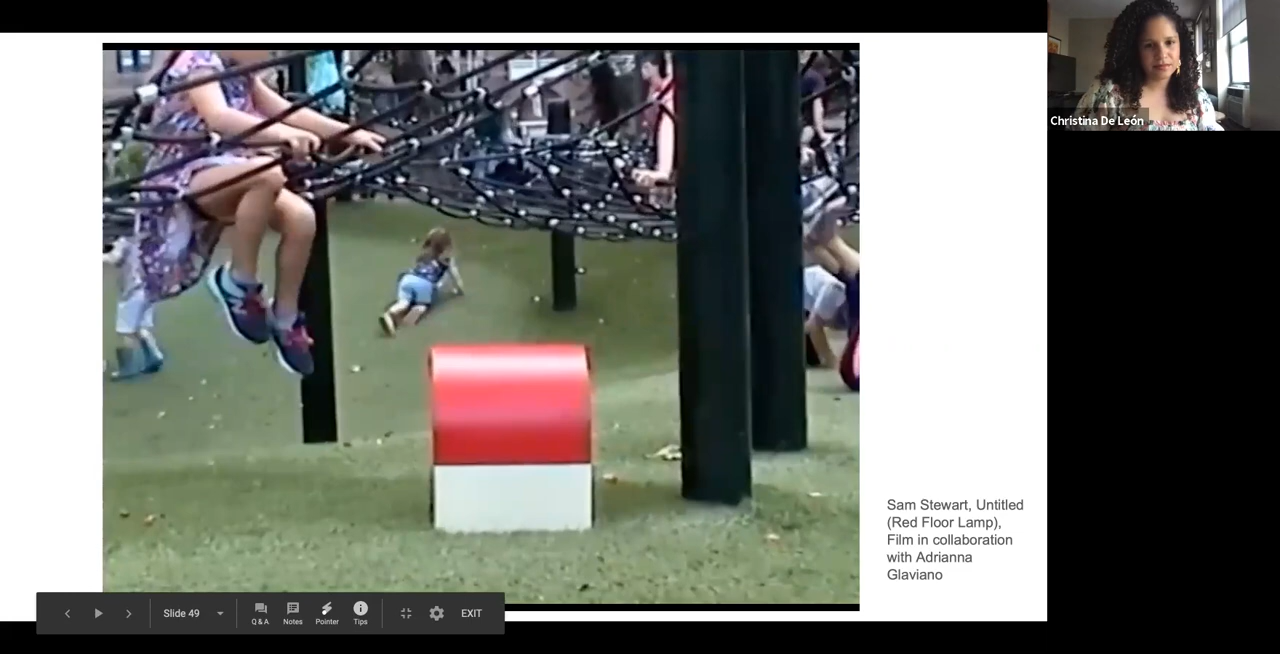 Christina De León
Sam Stewart, Untitled
(Red Floor Lamp),
Film in collaboration
with Adrianna
Glaviano
Slide 49
Q & A
Notes
Pointer
Tips
EXIT